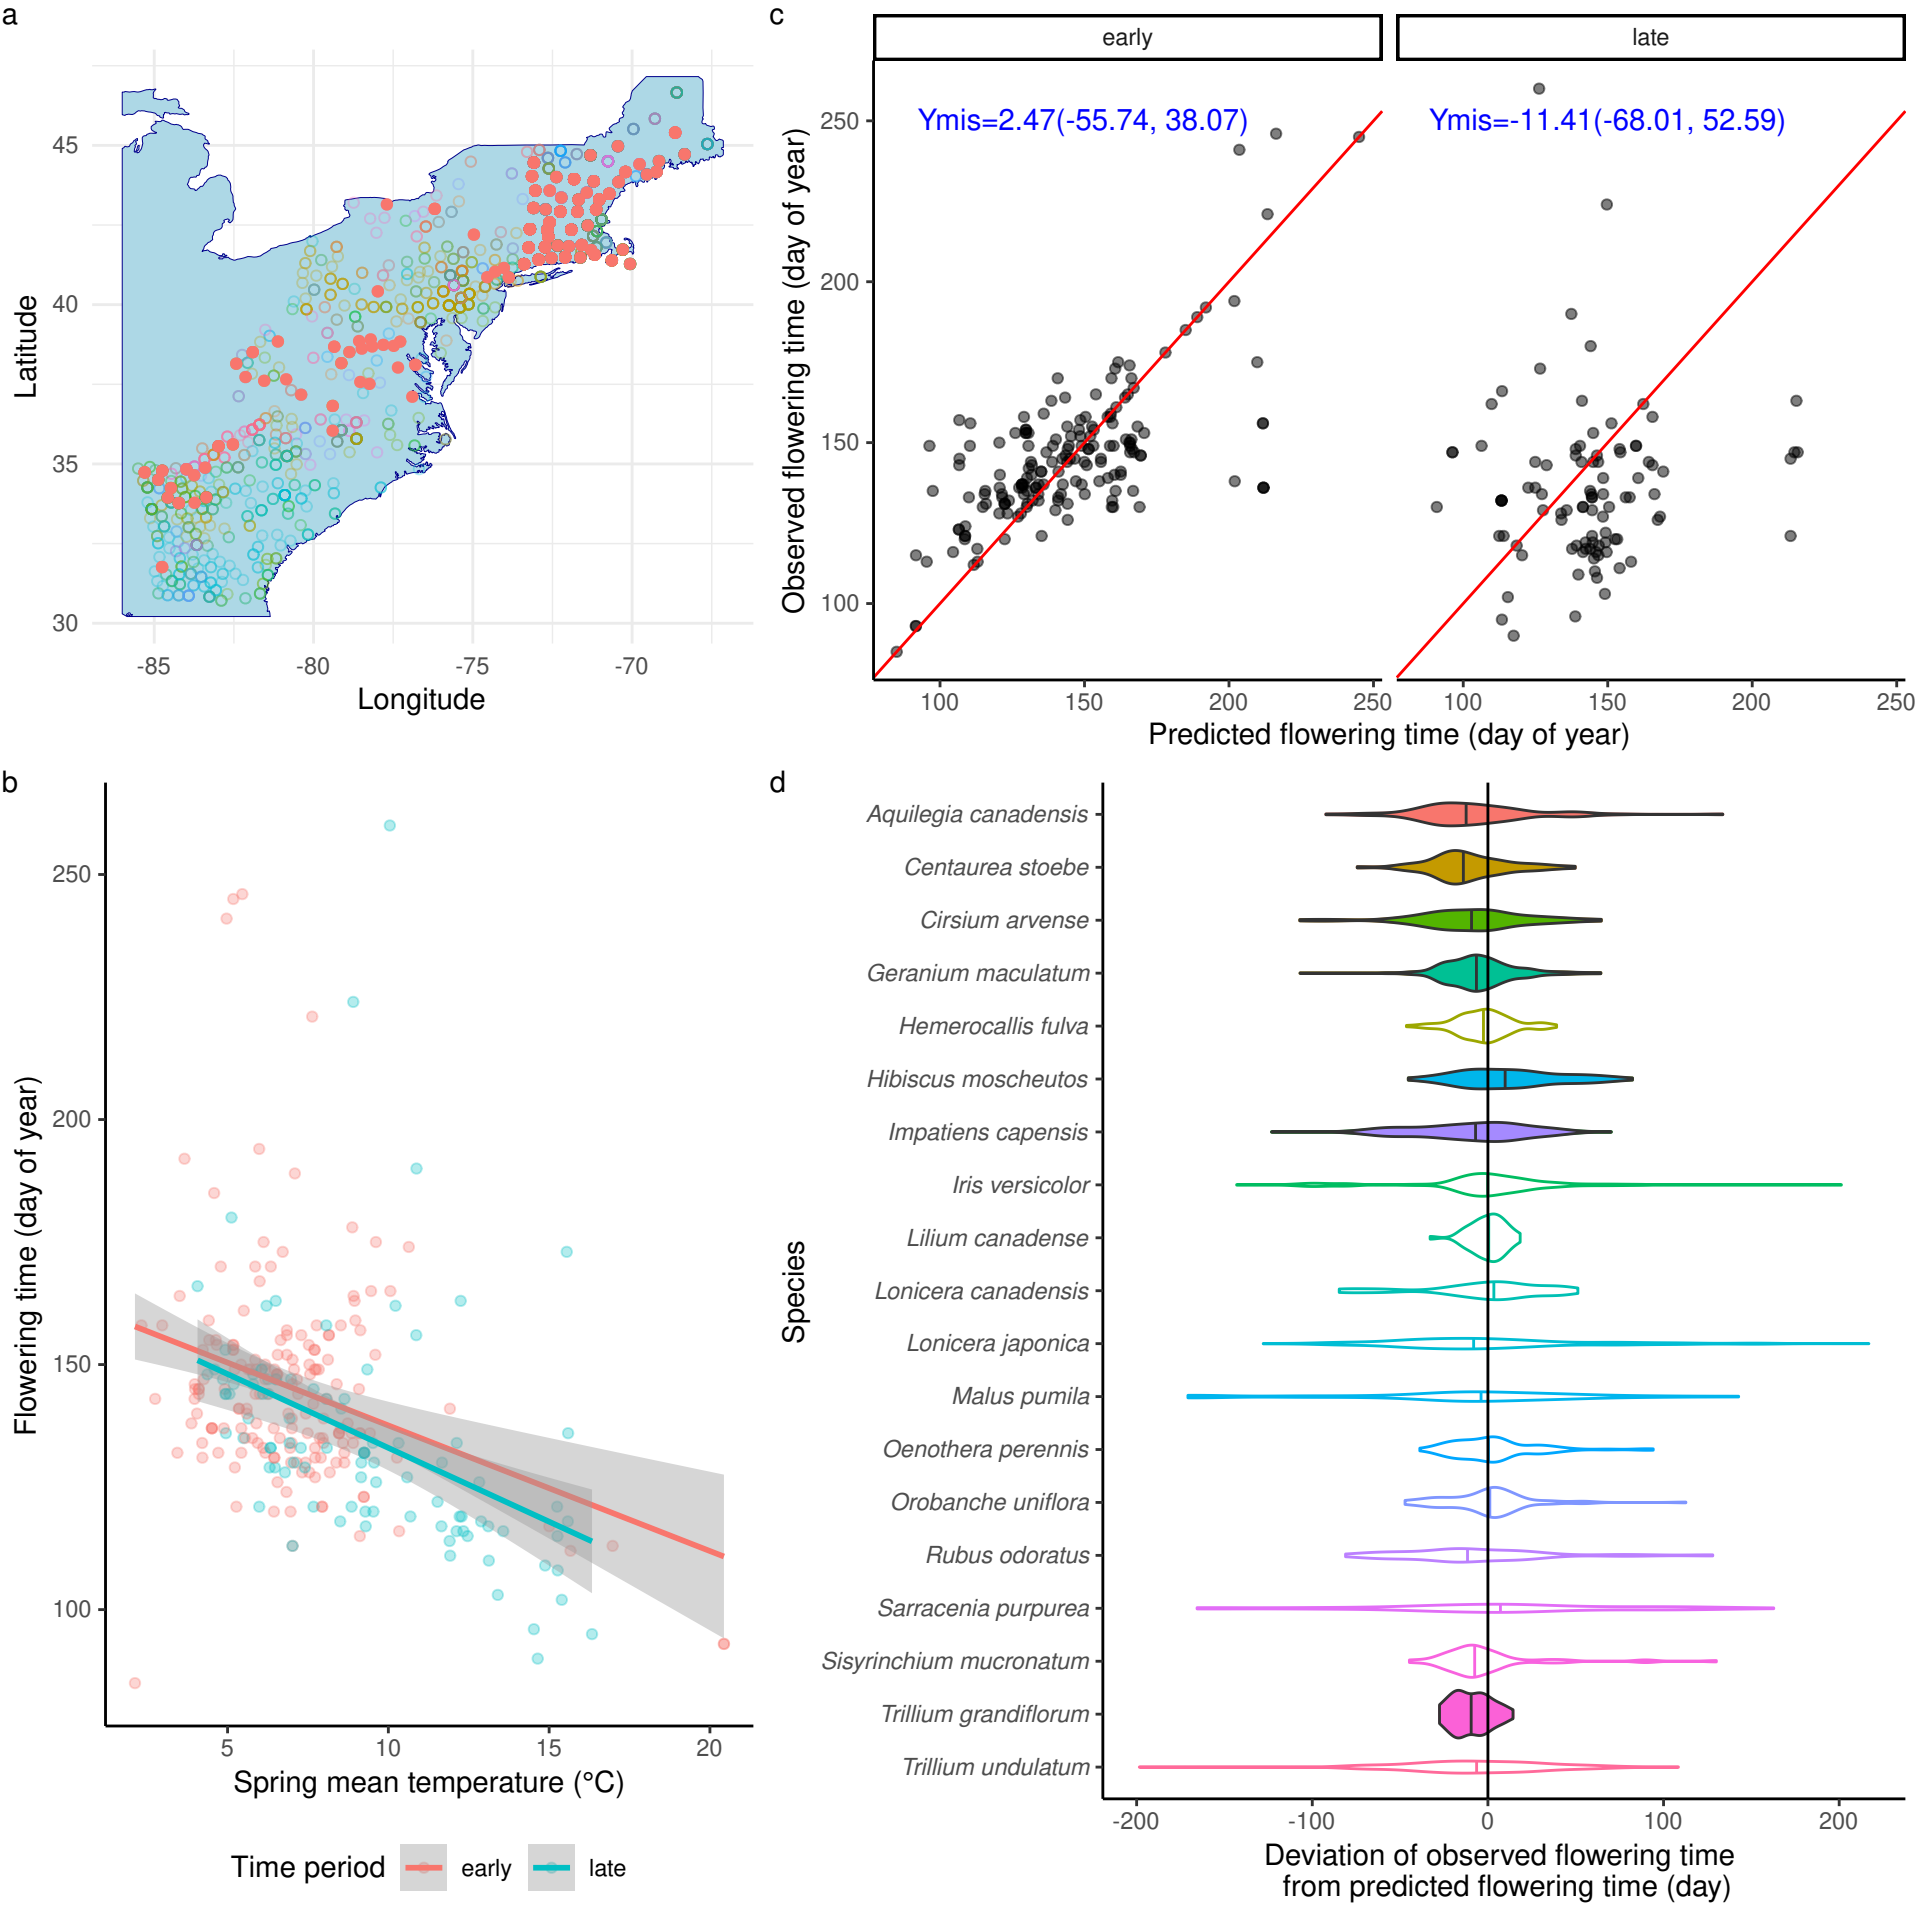 a
45
40
35
30
Latitude
-85
-80
-75
-70
Longitude
c
early
late
Ymis=2.47(-55.74, 38.07)
Ymis=-11.41(-68.01, 52.59)
250
200
150
100
Observed flowering time (day of year)
100
150
200
250
100
150
200
250
Predicted flowering time (day of year)
b
250
200
150
100
Flowering time (day of year)
5
10
15
20
Spring mean temperature (°C)
Time period
early
late
d
Aquilegia canadensis
Centaurea stoebe
Cirsium arvense
Geranium maculatum
Hemerocallis fulva
Hibiscus moscheutos
Impatiens capensis
Iris versicolor
Lilium canadense
Lonicera canadensis
Lonicera japonica
Malus pumila
Oenothera perennis
Orobanche uniflora
Rubus odoratus
Sarracenia purpurea
Sisyrinchium mucronatum
Trillium grandiflorum
Trillium undulatum
Species
-200
-100
0
100
200
Deviation of observed flowering time
from predicted flowering time (day)